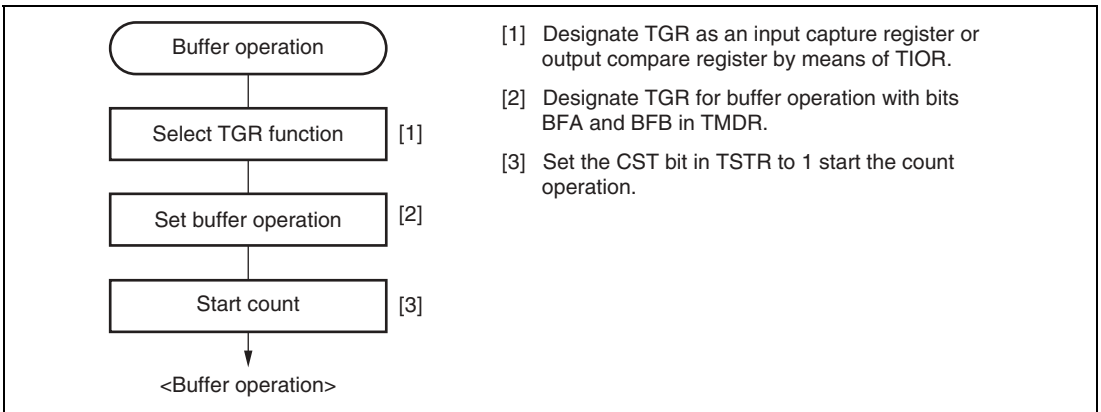 Buffer operation
Select TGR function
[1]
Set buffer operation
[2]
Start count
[3]
<Buffer operation>
[1] Designate TGR as an input capture register or
output compare register by means of TIOR.
[2] Designate TGR for buffer operation with bits
BFA and BFB in TMDR.
[3] Set the CST bit in TSTR to 1 start the count
operation.